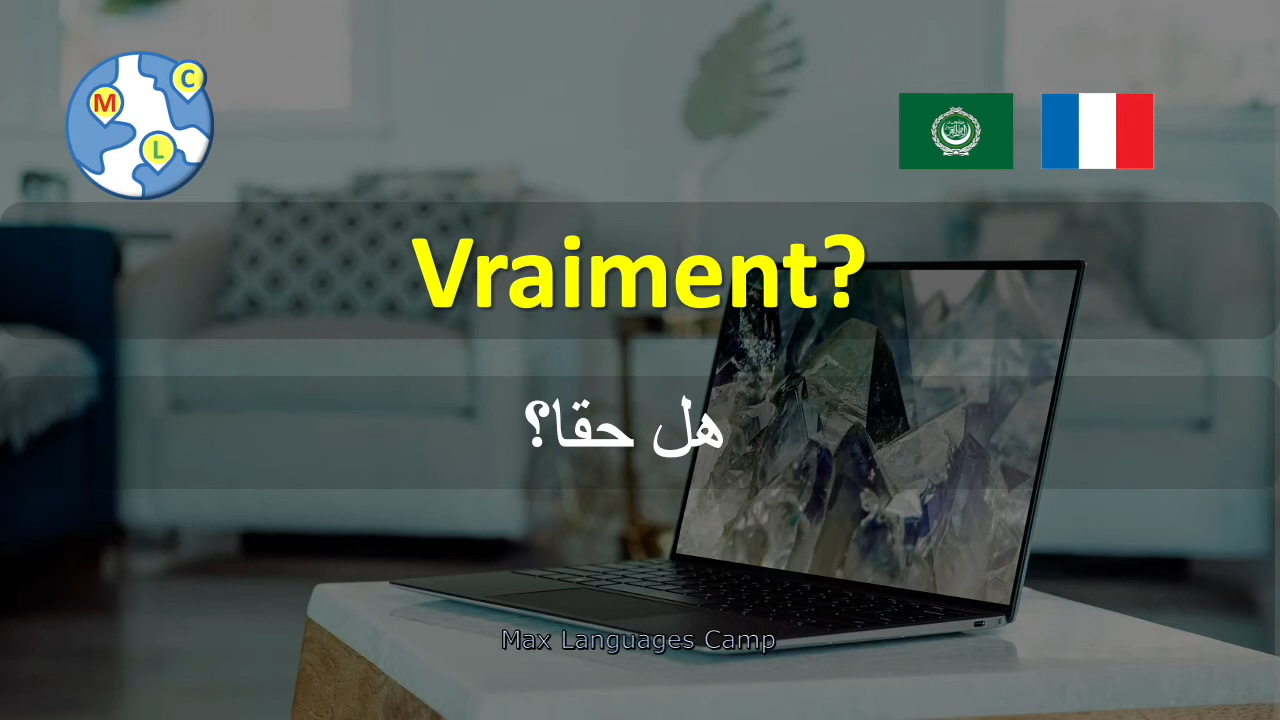 M
C
L
Vraiment?
هل حقا؟
Max Languages Camp